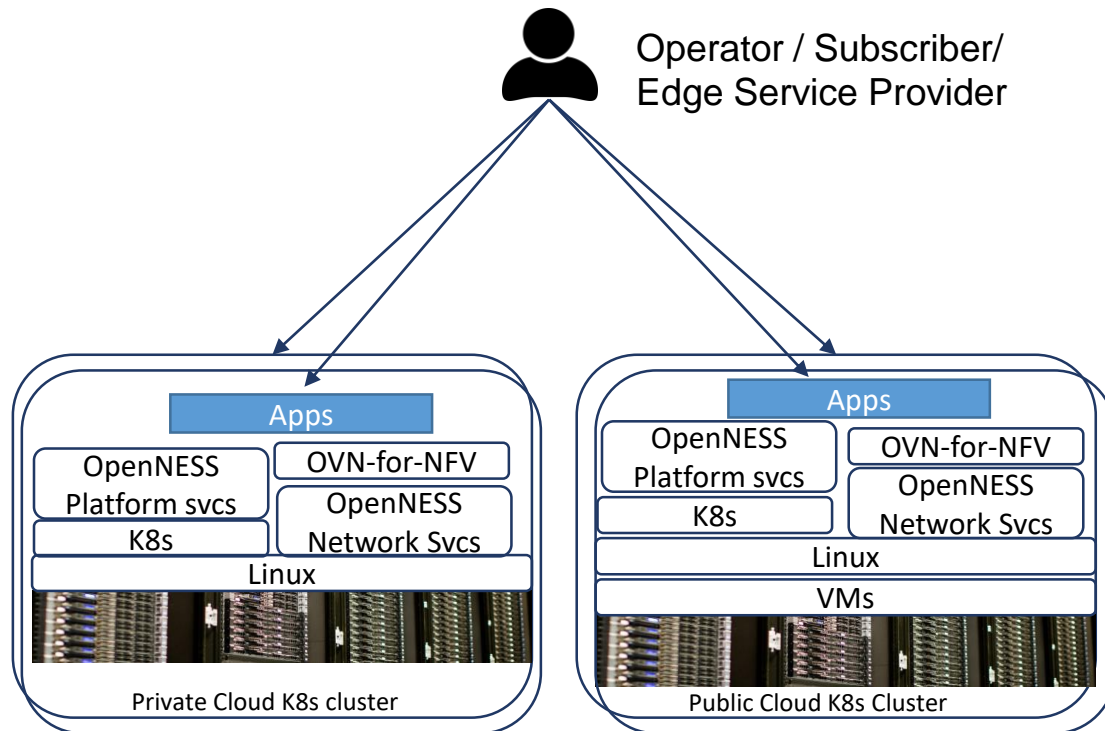 Operator / Subscriber/
Edge Service Provider
Apps
OpenNESS
Platform svcs
OVN-for-NFV
K8s
OpenNESS
Network Svcs
Linux
Private Cloud K8s cluster
Apps
OpenNESS
Platform svcs
OVN-for-NFV
K8s
OpenNESS
Network Svcs
Linux
VMs
Public Cloud K8s Cluster